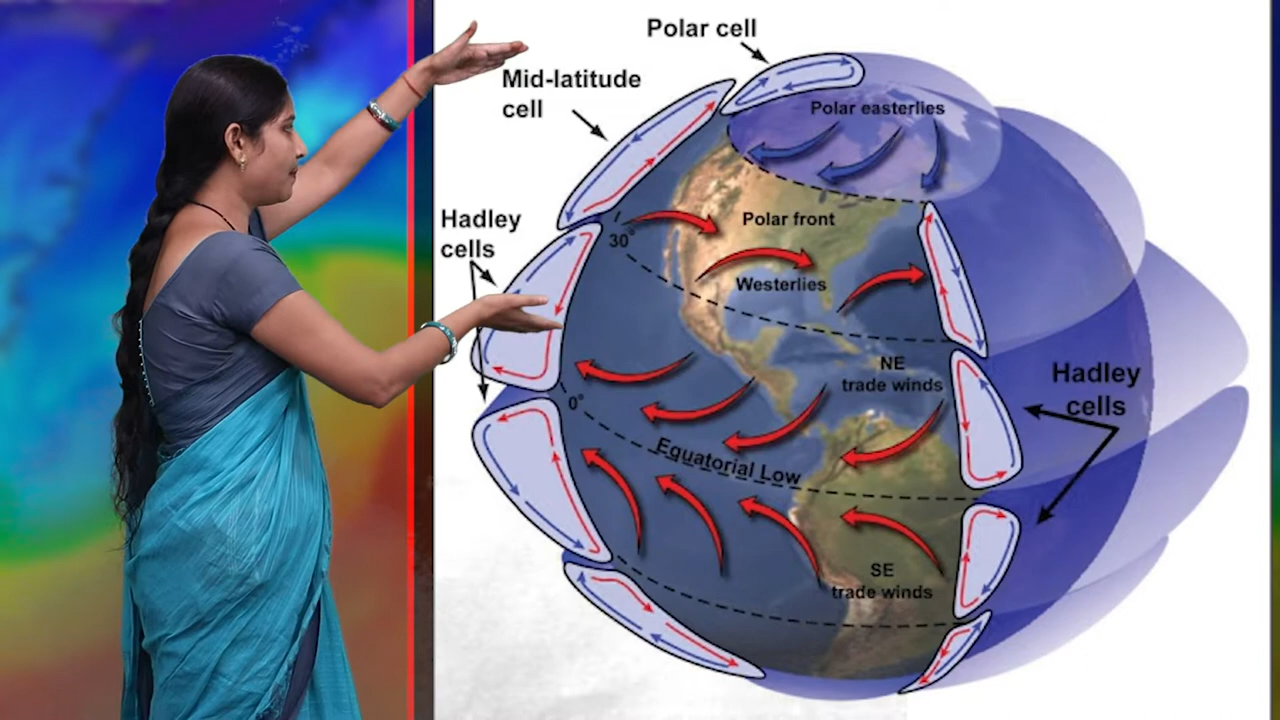 Polar cell
Mid-latitude
cell
Polar easterlies
Hadley
cells
30°
Polar front
Westerlies
NE
trade winds
Hadley
cells
0°
Equatorial Low
SE
trade winds